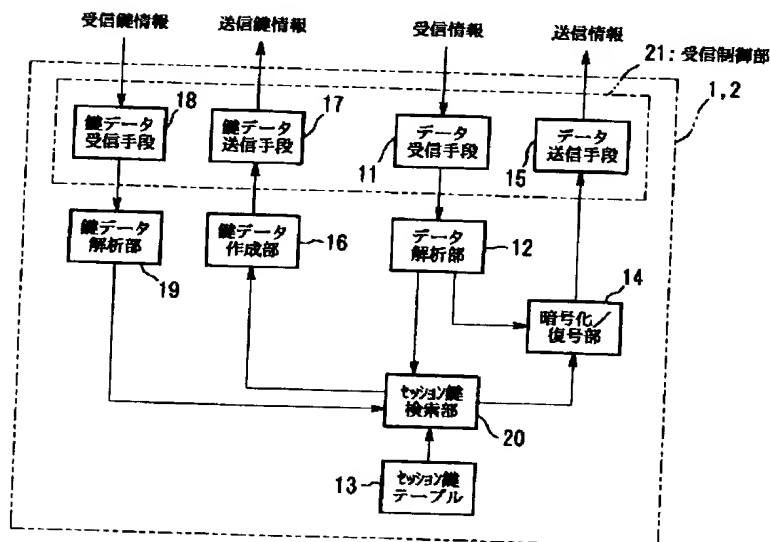 受信鍵情報
送信鍵情報
受信情報
送信情報
21: 受信制御部
1,2
18
鍵データ
受信手段
17
鍵データ
送信手段
11
データ
受信手段
15
データ
送信手段
鍵データ
解析部
19
鍵データ
作成部
16
データ
解析部
12
14
暗号化/
復号部
セッション鍵
検索部
20
13
セッション鍵
テーブル